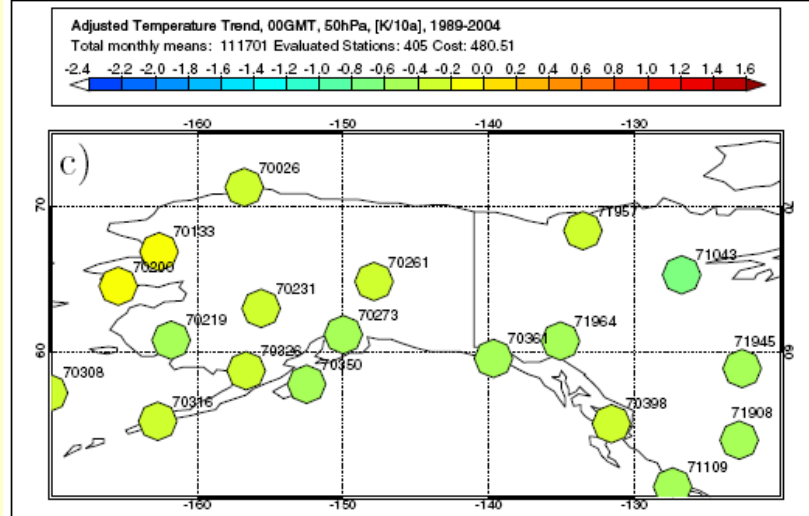 Adjusted Temperature Trend, 00GMT, 50hPa, [K/10a], 1989-2004
Total monthly means: 111701 Evaluated Stations: 405 Cost: 480.51
-2.4 -2.2 -2.0 -1.8 -1.6 -1.4 -1.2 -1.0 -0.8 -0.6 -0.4 -0.2 0.0 0.2 0.4 0.6 0.8 1.0 1.2 1.4 1.6
-160 -150 -140 -130
c)
70026
70 71957 70
70133
70200 70261 71043
70231
70219 70273 71964
60 70326 70361 71945 60
70308 70350
70316 70398 71908
71109
-160 -150 -140 -130